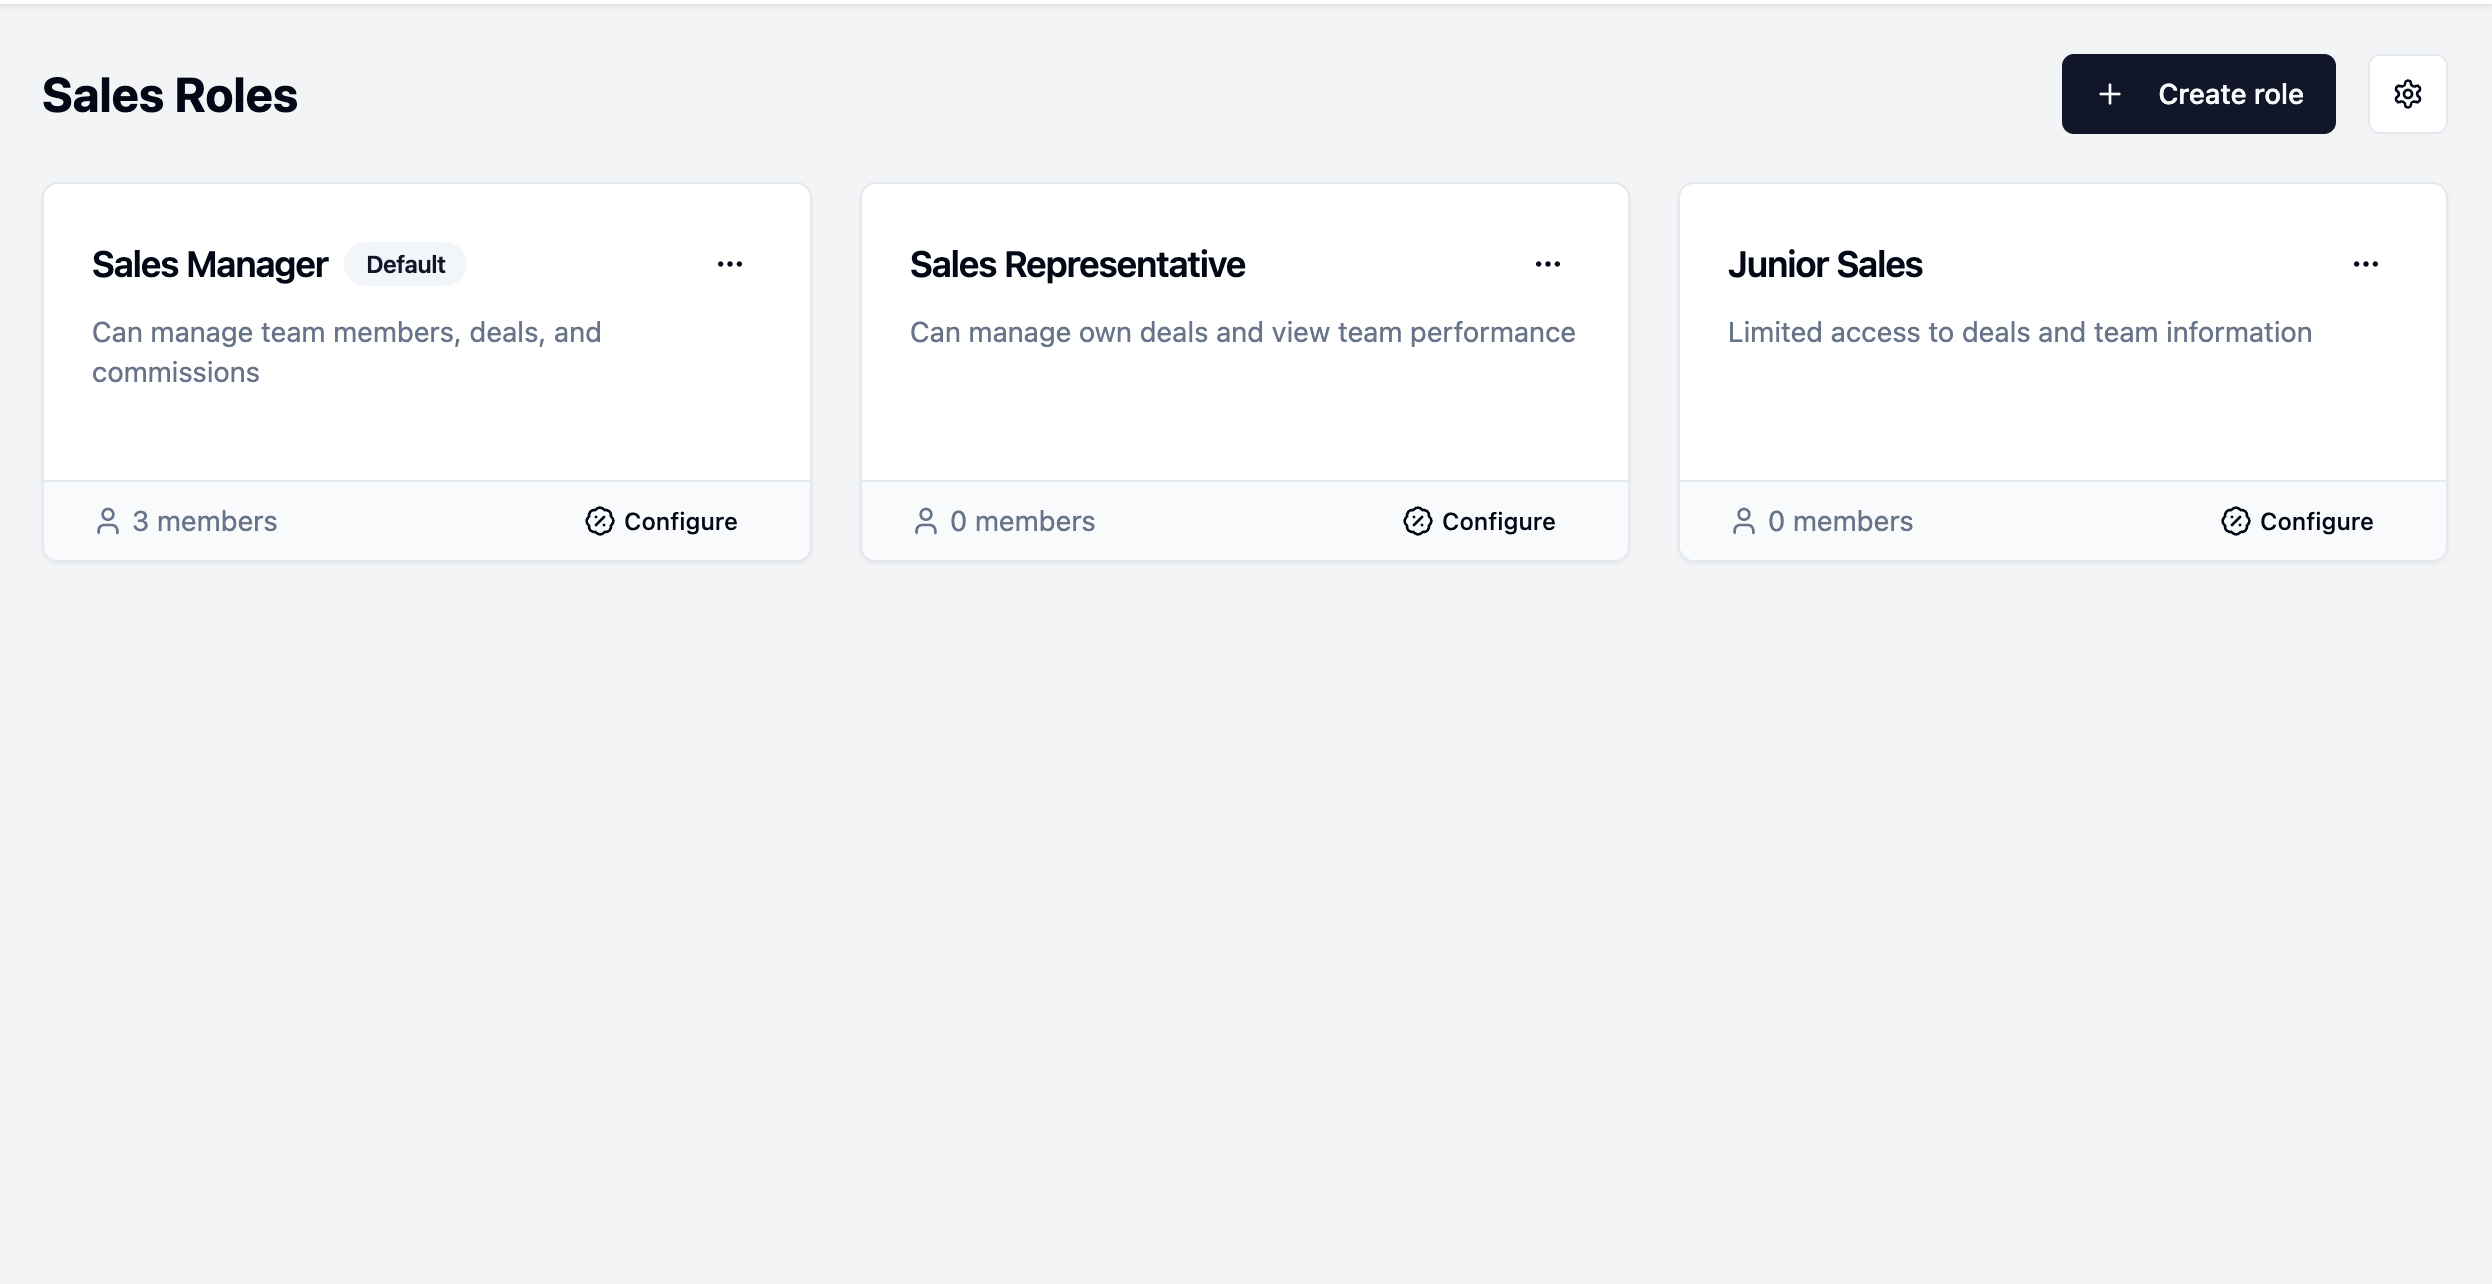 Sales Roles
Create role
Sales Manager
Default
Can manage team members, deals, and
commissions
3 members
Configure
Sales Representative
Can manage own deals and view team performance
0 members
Configure
Junior Sales
Limited access to deals and team information
0 members
Configure